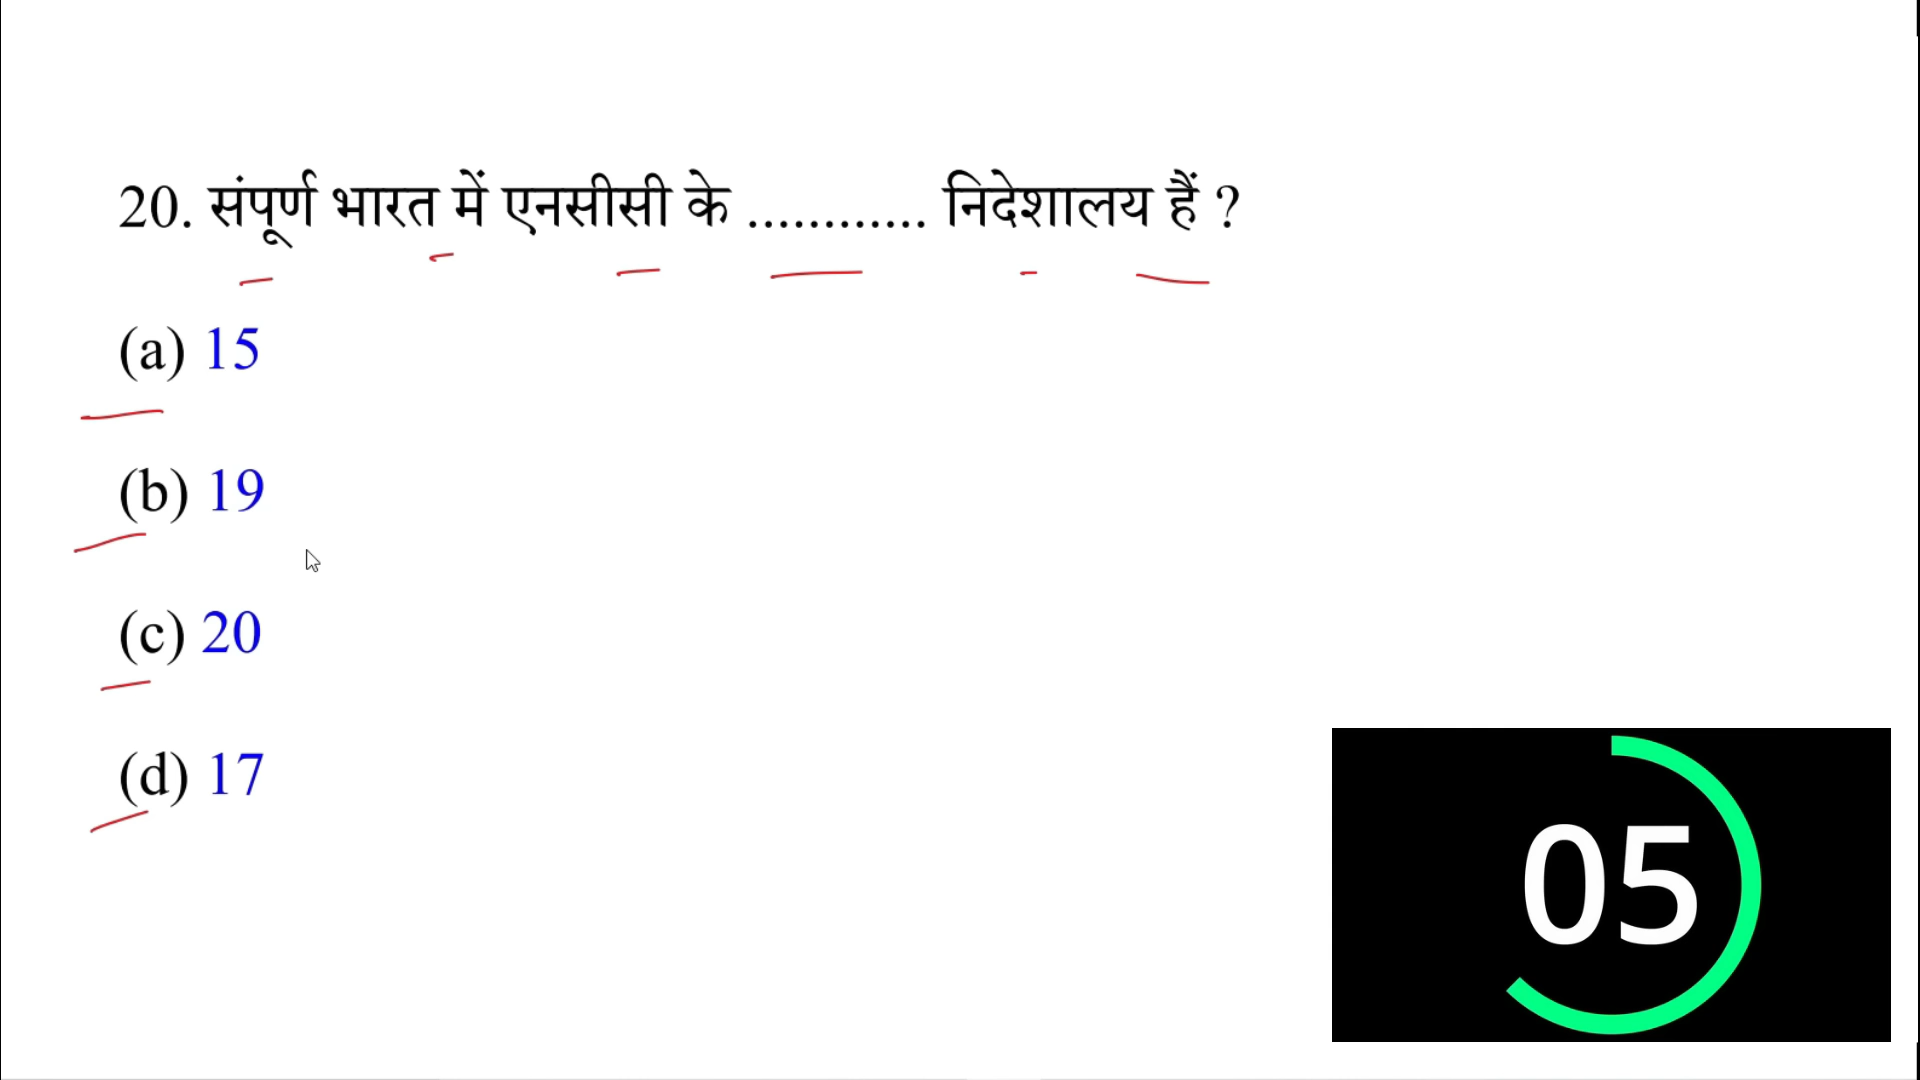 20. संपूर्ण भारत में एनसीसी के ............ निदेशालय हैं ?
(a) 15
(b) 19
(c) 20
(d) 17
05